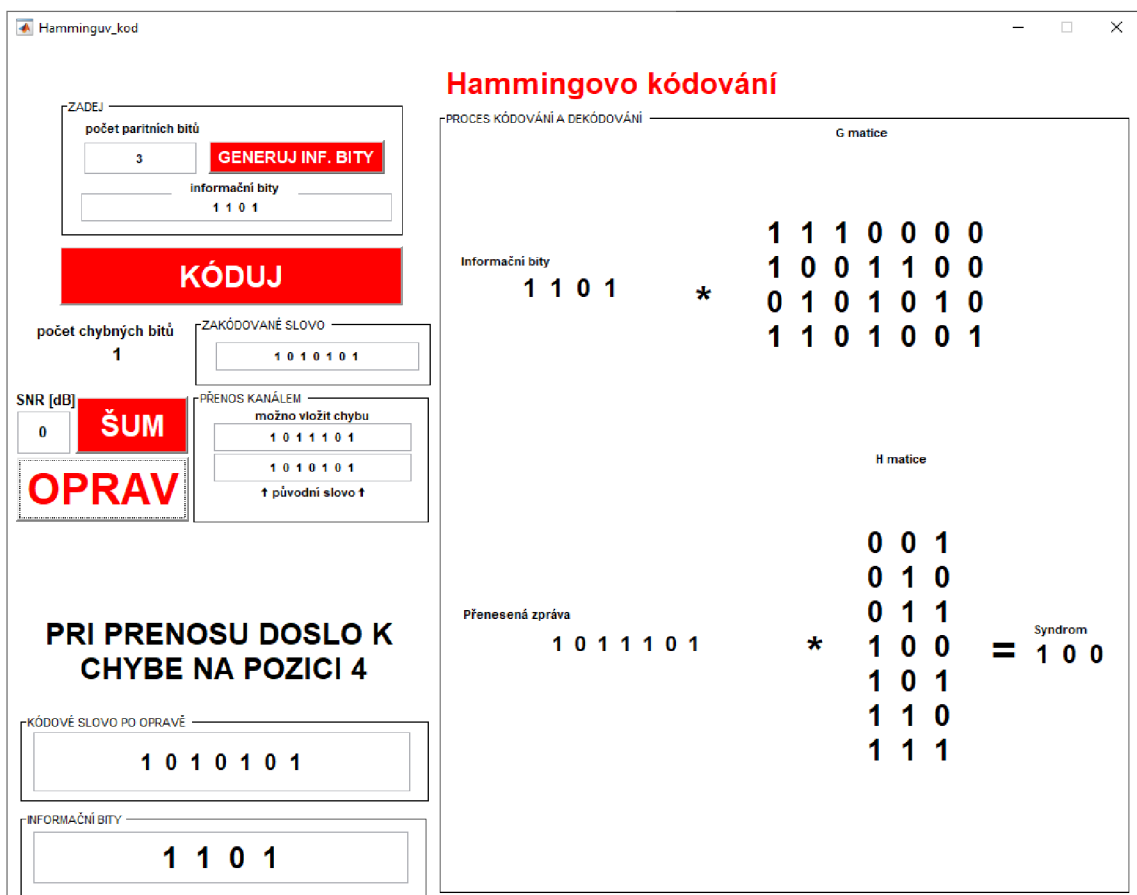 Hamminguv_kod
Hammingovo kódování
ZADEJ
počet paritních bitů
3
GENERUJ INF. BITY
informační bity
1 1 0 1
KÓDUJ
počet chybných bitů
1
ZAKÓDOVANÉ SLOVO
1 0 1 0 1 0 1
SNR [dB]
0
ŠUM
OPRAV
PŘENOS KANÁLEM
možno vložit chybu
1 0 1 1 1 0 1
1 0 1 0 1 0 1
↑ původní slovo ↑
PRI PRENOSU DOSLO K
CHYBE NA POZICI 4
KÓDOVÉ SLOVO PO OPRAVĚ
1 0 1 0 1 0 1
INFORMAČNÍ BITY
1 1 0 1
PROCES KÓDOVÁNÍ A DEKÓDOVÁNÍ
G matice
Informační bity
1 1 0 1
*
1 1 1 0 0 0 0
1 0 0 1 1 0 0
0 1 0 1 0 1 0
1 1 0 1 0 0 1
H matice
Přenesená zpráva
1 0 1 1 1 0 1
*
0 0 1
0 1 0
0 1 1
1 0 0
1 0 1
1 1 0
1 1 1
=
Syndrom
1 0 0